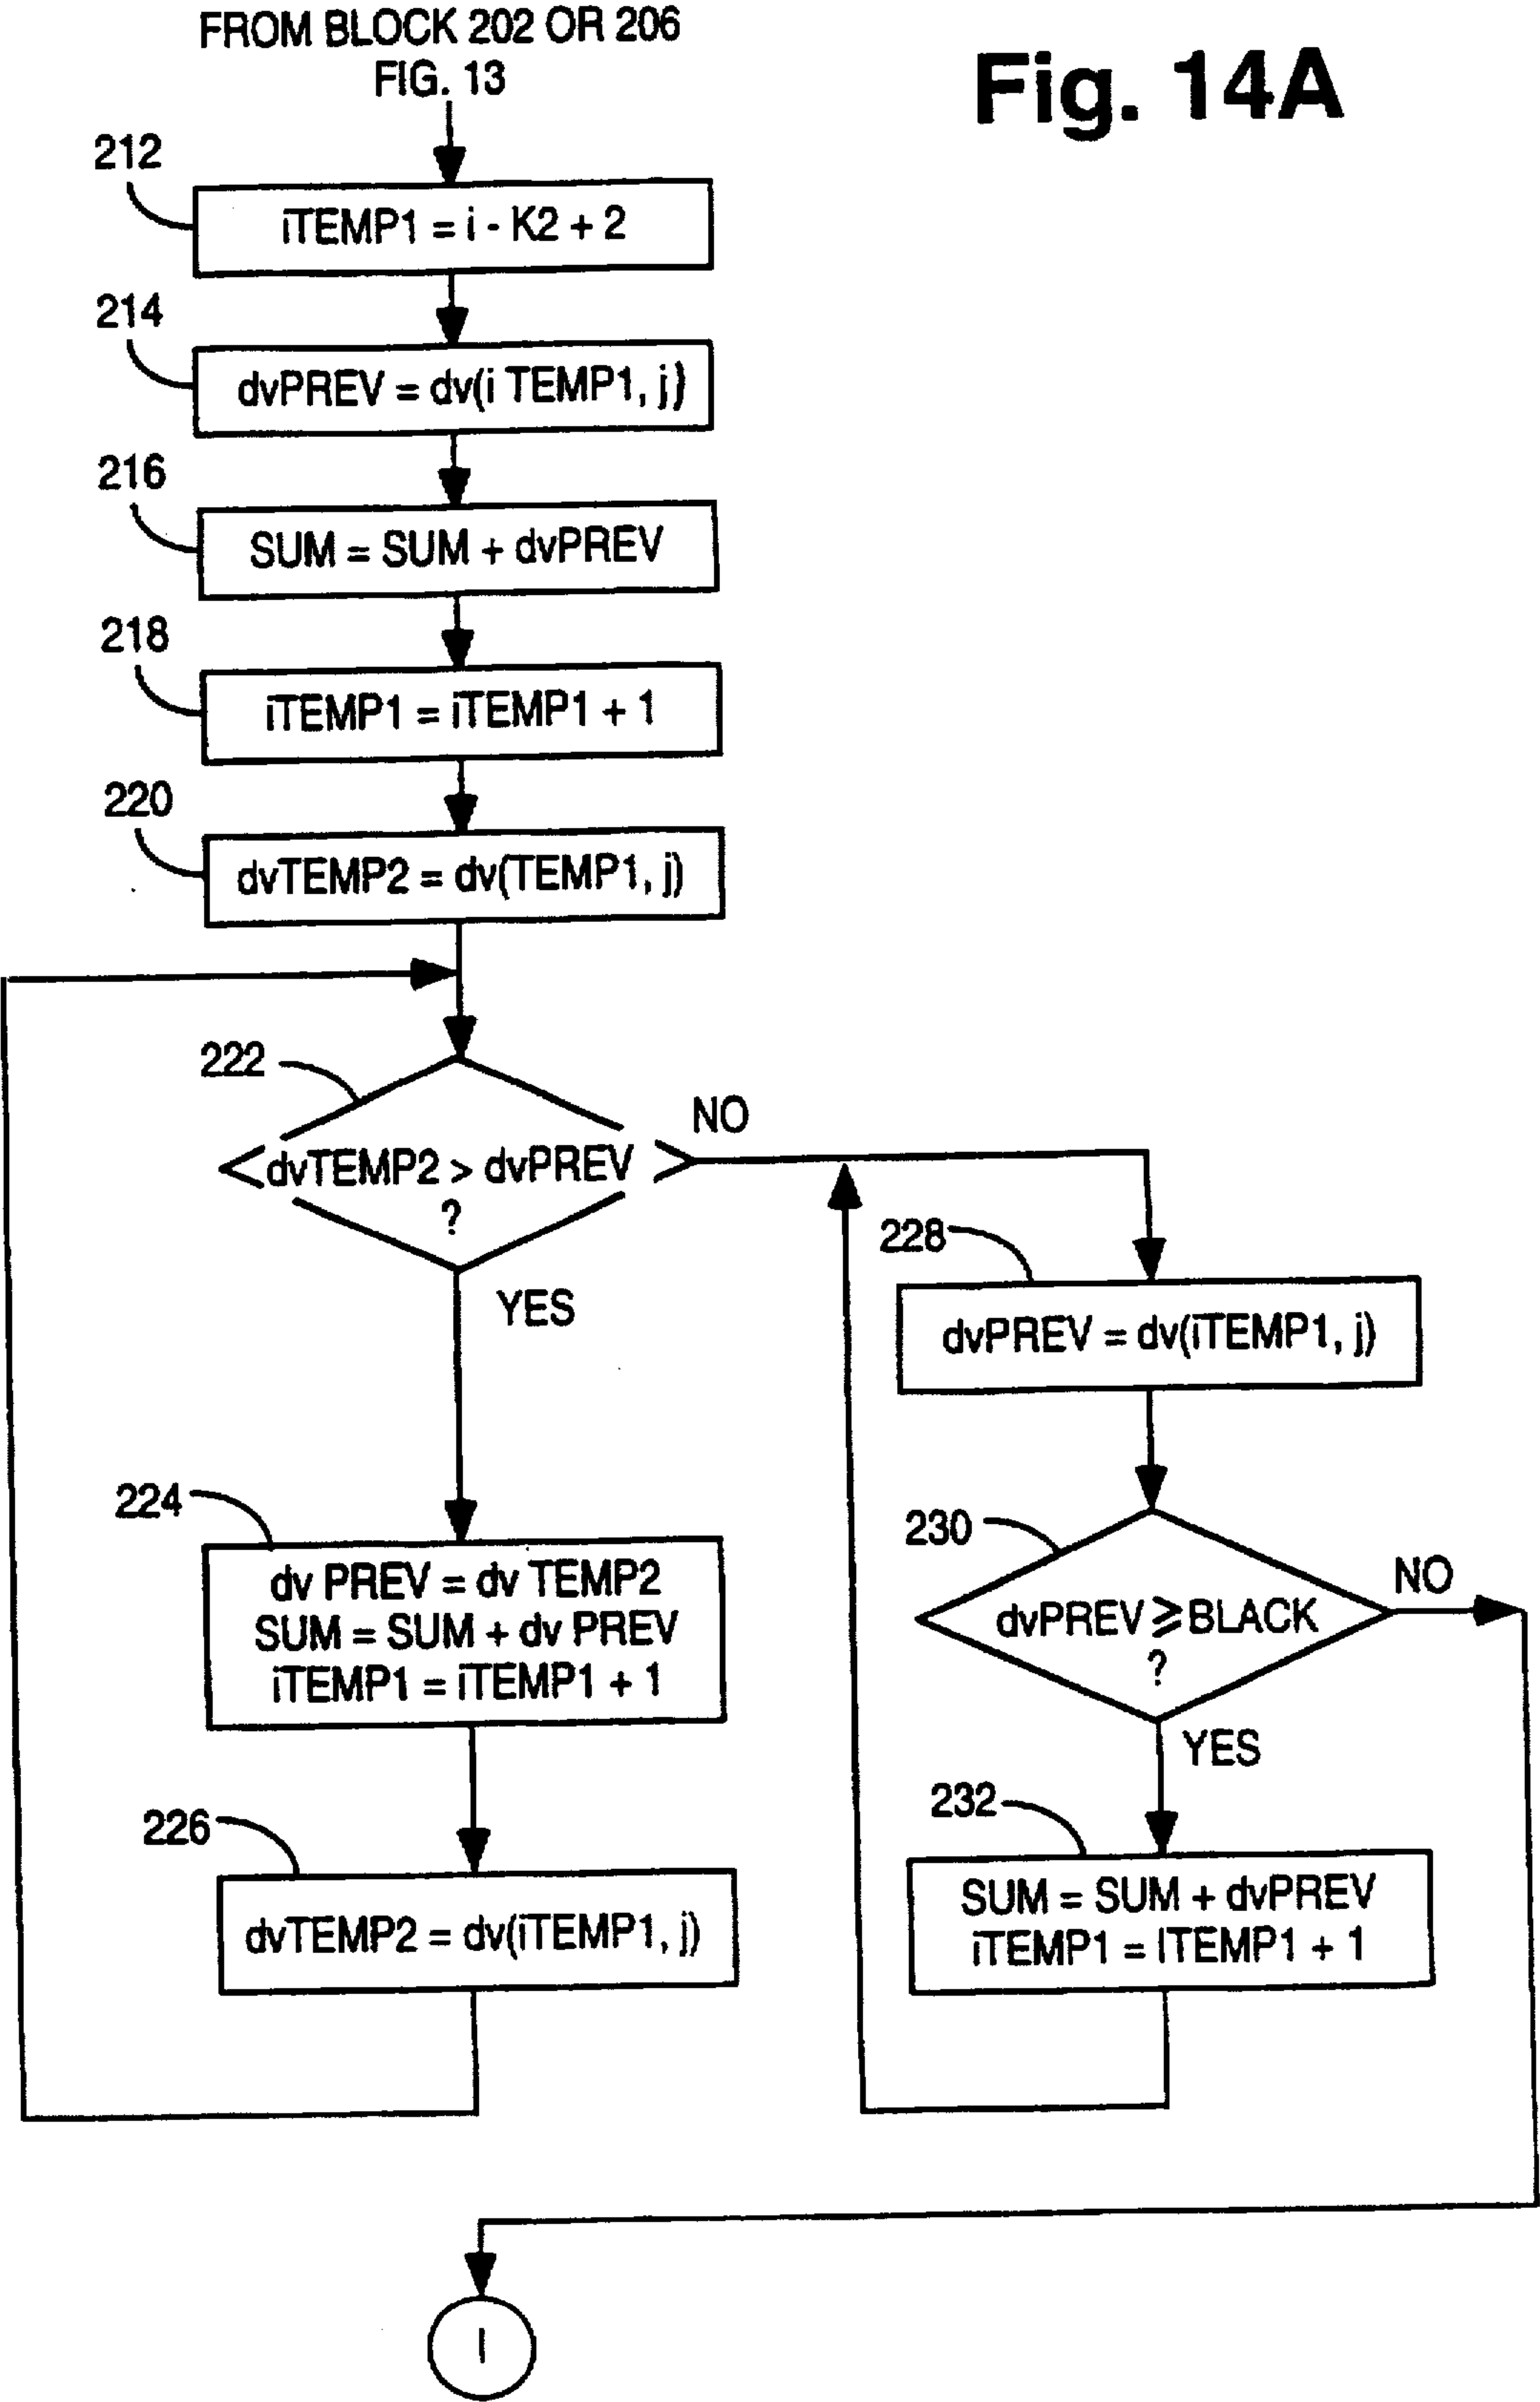 FROM BLOCK 202 OR 206
FIG. 13
Fig. 14A
212
iTEMP1 = i - K2 + 2
214
dvPREV = dv(i TEMP1, j)
216
SUM = SUM + dvPREV
218
iTEMP1 = iTEMP1 + 1
220
dvTEMP2 = dv(TEMP1, j)
222
dvTEMP2 > dvPREV
?
NO
YES
228
dvPREV = dv(iTEMP1, j)
224
dv PREV = dv TEMP2
SUM = SUM + dv PREV
iTEMP1 = iTEMP1 + 1
230
dvPREV ≥ BLACK
?
NO
YES
226
dvTEMP2 = dv(iTEMP1, j)
232
SUM = SUM + dvPREV
iTEMP1 = ITEMP1 + 1
I